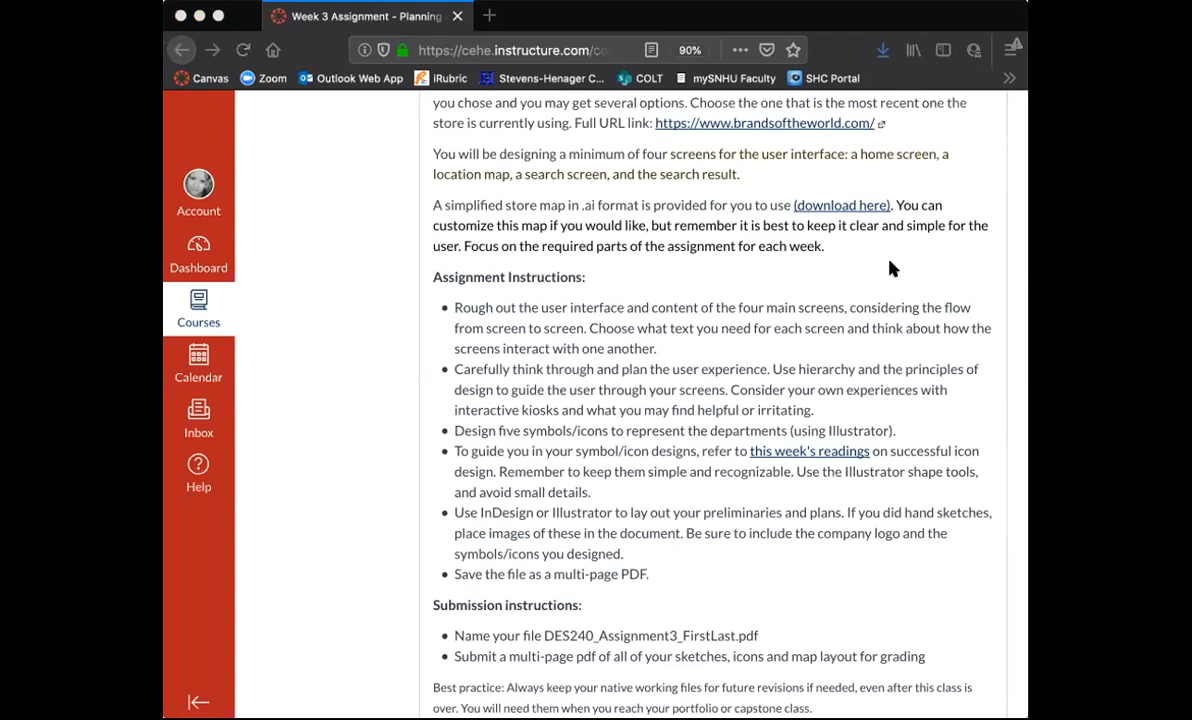 Week 3 Assignment - Planning
https://cehe.instructure.com/co
90%
Canvas
Zoom
Outlook Web App
iRubric
Stevens-Henager C...
COLT
mySNHU Faculty
SHC Portal
Account
Dashboard
Courses
Calendar
Inbox
Help
you chose and you may get several options. Choose the one that is the most recent one the
store is currently using. Full URL link: https://www.brandsoftheworld.com/
You will be designing a minimum of four screens for the user interface: a home screen, a
location map, a search screen, and the search result.
A simplified store map in .ai format is provided for you to use (download here). You can
customize this map if you would like, but remember it is best to keep it clear and simple for the
user. Focus on the required parts of the assignment for each week.
Assignment Instructions:
• Rough out the user interface and content of the four main screens, considering the flow
from screen to screen. Choose what text you need for each screen and think about how the
screens interact with one another.
• Carefully think through and plan the user experience. Use hierarchy and the principles of
design to guide the user through your screens. Consider your own experiences with
interactive kiosks and what you may find helpful or irritating.
• Design five symbols/icons to represent the departments (using Illustrator).
• To guide you in your symbol/icon designs, refer to this week's readings on successful icon
design. Remember to keep them simple and recognizable. Use the Illustrator shape tools,
and avoid small details.
• Use InDesign or Illustrator to lay out your preliminaries and plans. If you did hand sketches,
place images of these in the document. Be sure to include the company logo and the
symbols/icons you designed.
• Save the file as a multi-page PDF.
Submission instructions:
• Name your file DES240_Assignment3_FirstLast.pdf
• Submit a multi-page pdf of all of your sketches, icons and map layout for grading
Best practice: Always keep your native working files for future revisions if needed, even after this class is
over. You will need them when you reach your portfolio or capstone class.